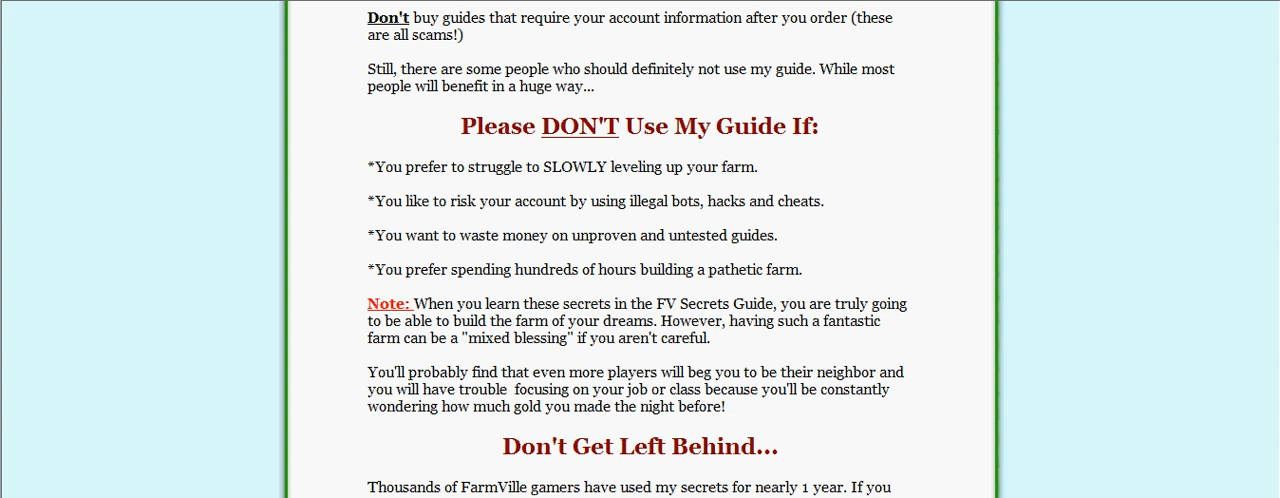 Don't buy guides that require your account information after you order (these
are all scams!)
Still, there are some people who should definitely not use my guide. While most
people will benefit in a huge way...
Please DON'T Use My Guide If:
*You prefer to struggle to SLOWLY leveling up your farm.
*You like to risk your account by using illegal bots, hacks and cheats.
*You want to waste money on unproven and untested guides.
*You prefer spending hundreds of hours building a pathetic farm.
Note: When you learn these secrets in the FV Secrets Guide, you are truly going
to be able to build the farm of your dreams. However, having such a fantastic
farm can be a "mixed blessing" if you aren't careful.
You'll probably find that even more players will beg you to be their neighbor and
you will have trouble  focusing on your job or class because you'll be constantly
wondering how much gold you made the night before!
Don't Get Left Behind...
Thousands of FarmVille gamers have used my secrets for nearly 1 year. If you